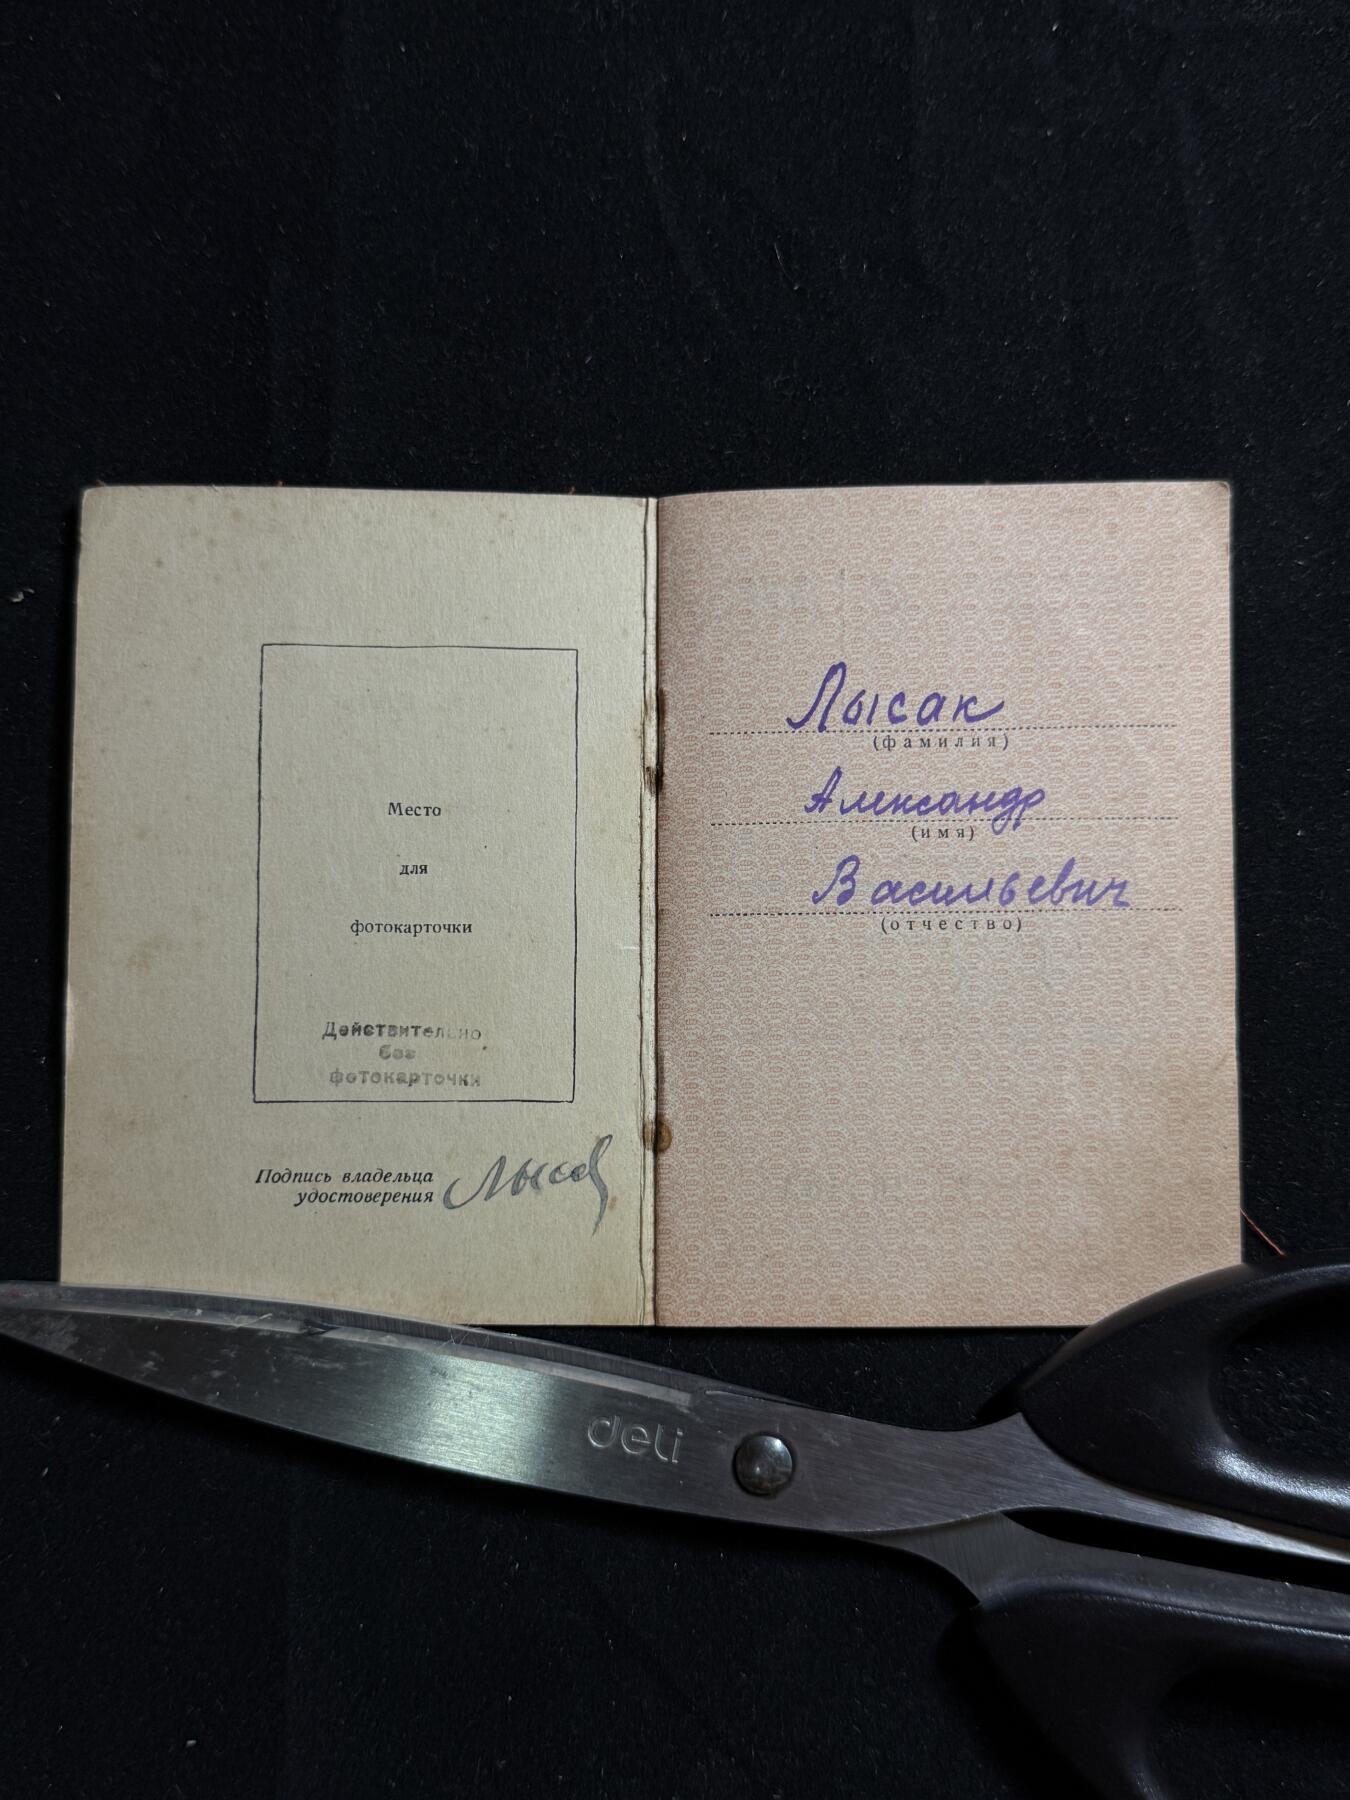 Место
для
фотокарточки
Действительно
без
фотокарточки
Подпись владельца
удостоверения
Лысак
(фамилия)
Александр
(имя)
Васильевич
(отчество)
deli